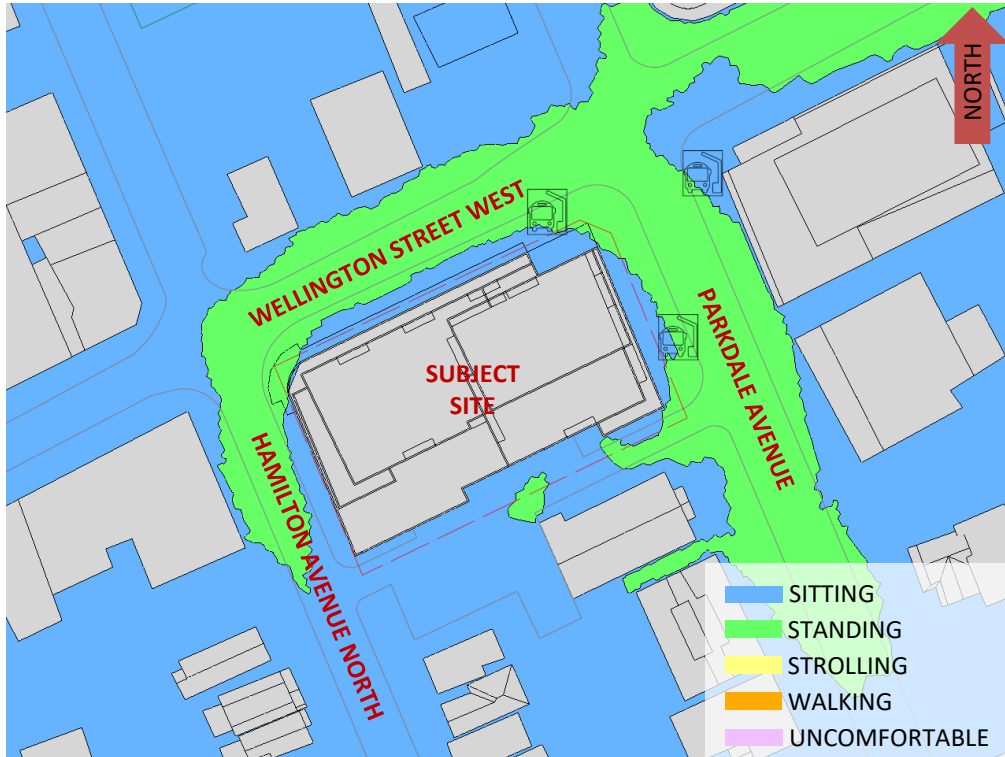 NORTH
WELLINGTON STREET WEST
PARKDALE AVENUE
SUBJECT
SITE
HAMILTON AVENUE NORTH
SITTING
STANDING
STROLLING
WALKING
UNCOMFORTABLE